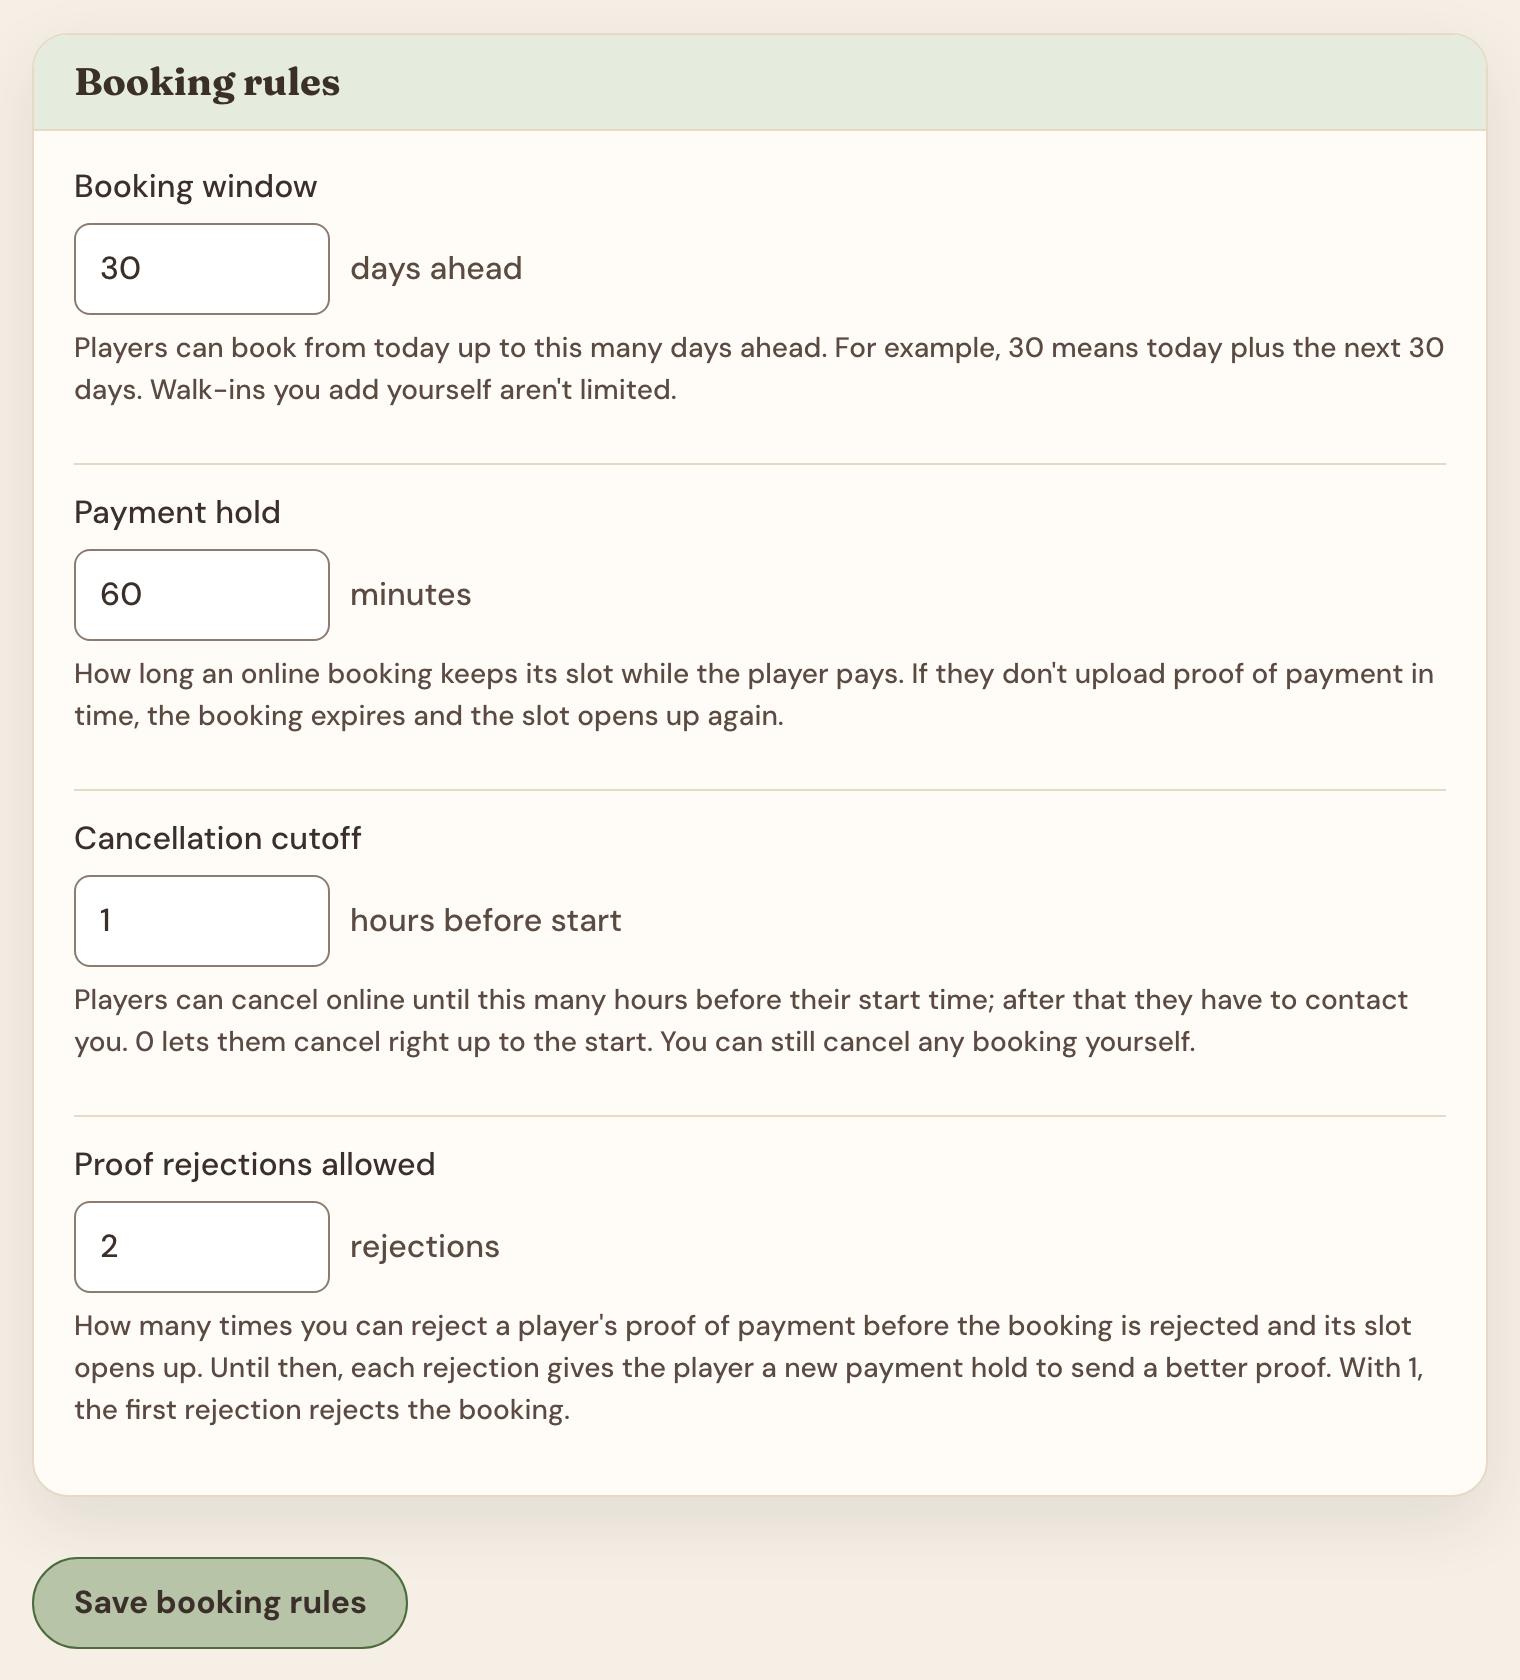 Booking rules
Booking window
30 days ahead
Players can book from today up to this many days ahead. For example, 30 means today plus the next 30
days. Walk-ins you add yourself aren't limited.
Payment hold
60 minutes
How long an online booking keeps its slot while the player pays. If they don't upload proof of payment in
time, the booking expires and the slot opens up again.
Cancellation cutoff
1 hours before start
Players can cancel online until this many hours before their start time; after that they have to contact
you. 0 lets them cancel right up to the start. You can still cancel any booking yourself.
Proof rejections allowed
2 rejections
How many times you can reject a player's proof of payment before the booking is rejected and its slot
opens up. Until then, each rejection gives the player a new payment hold to send a better proof. With 1,
the first rejection rejects the booking.
Save booking rules